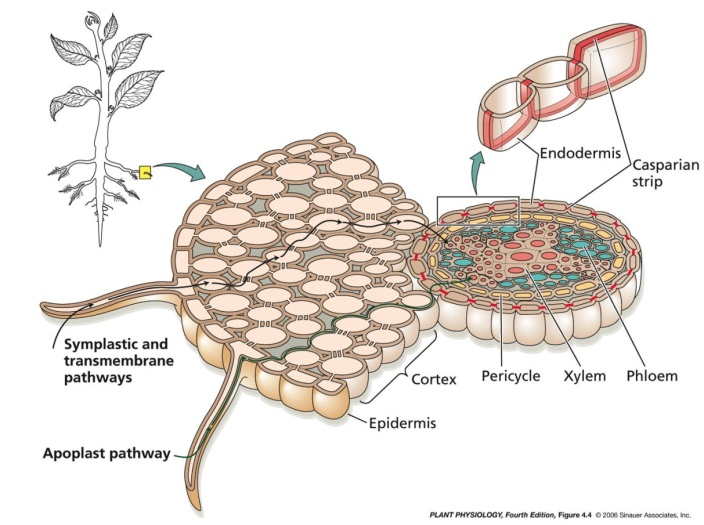 Endodermis
Casparian
strip
Symplastic and
transmembrane
pathways
Cortex
Pericycle
Xylem
Phloem
Epidermis
Apoplast pathway
PLANT PHYSIOLOGY, Fourth Edition, Figure 4.4 © 2006 Sinauer Associates, Inc.